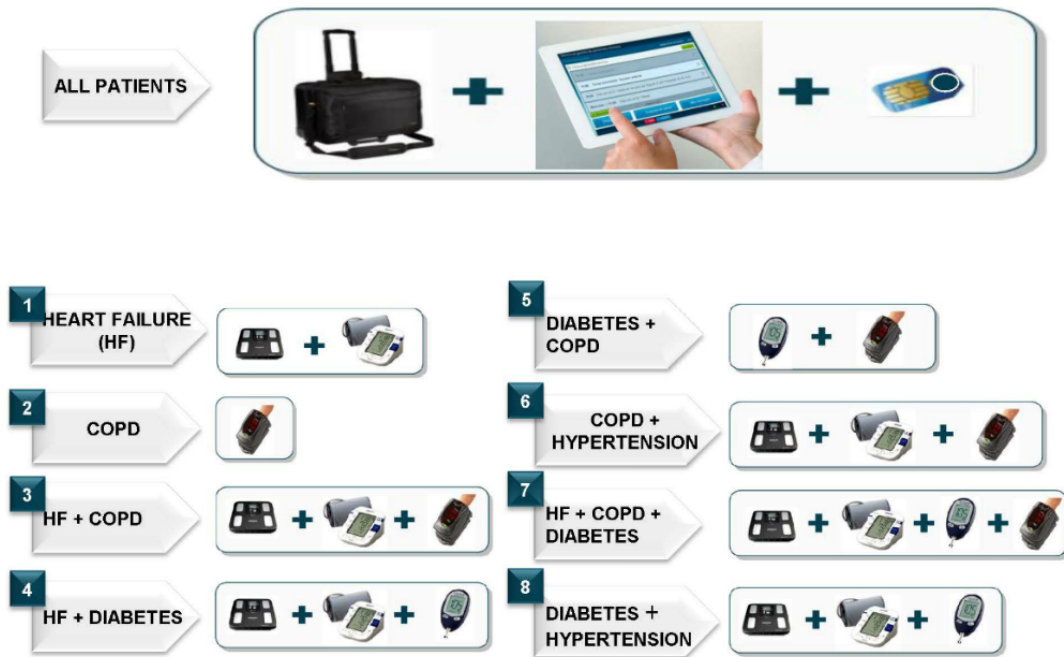 ALL PATIENTS
1
HEART FAILURE
(HF)
2
COPD
3
HF + COPD
4
HF + DIABETES
5
DIABETES +
COPD
6
COPD +
HYPERTENSION
7
HF + COPD +
DIABETES
8
DIABETES +
HYPERTENSION